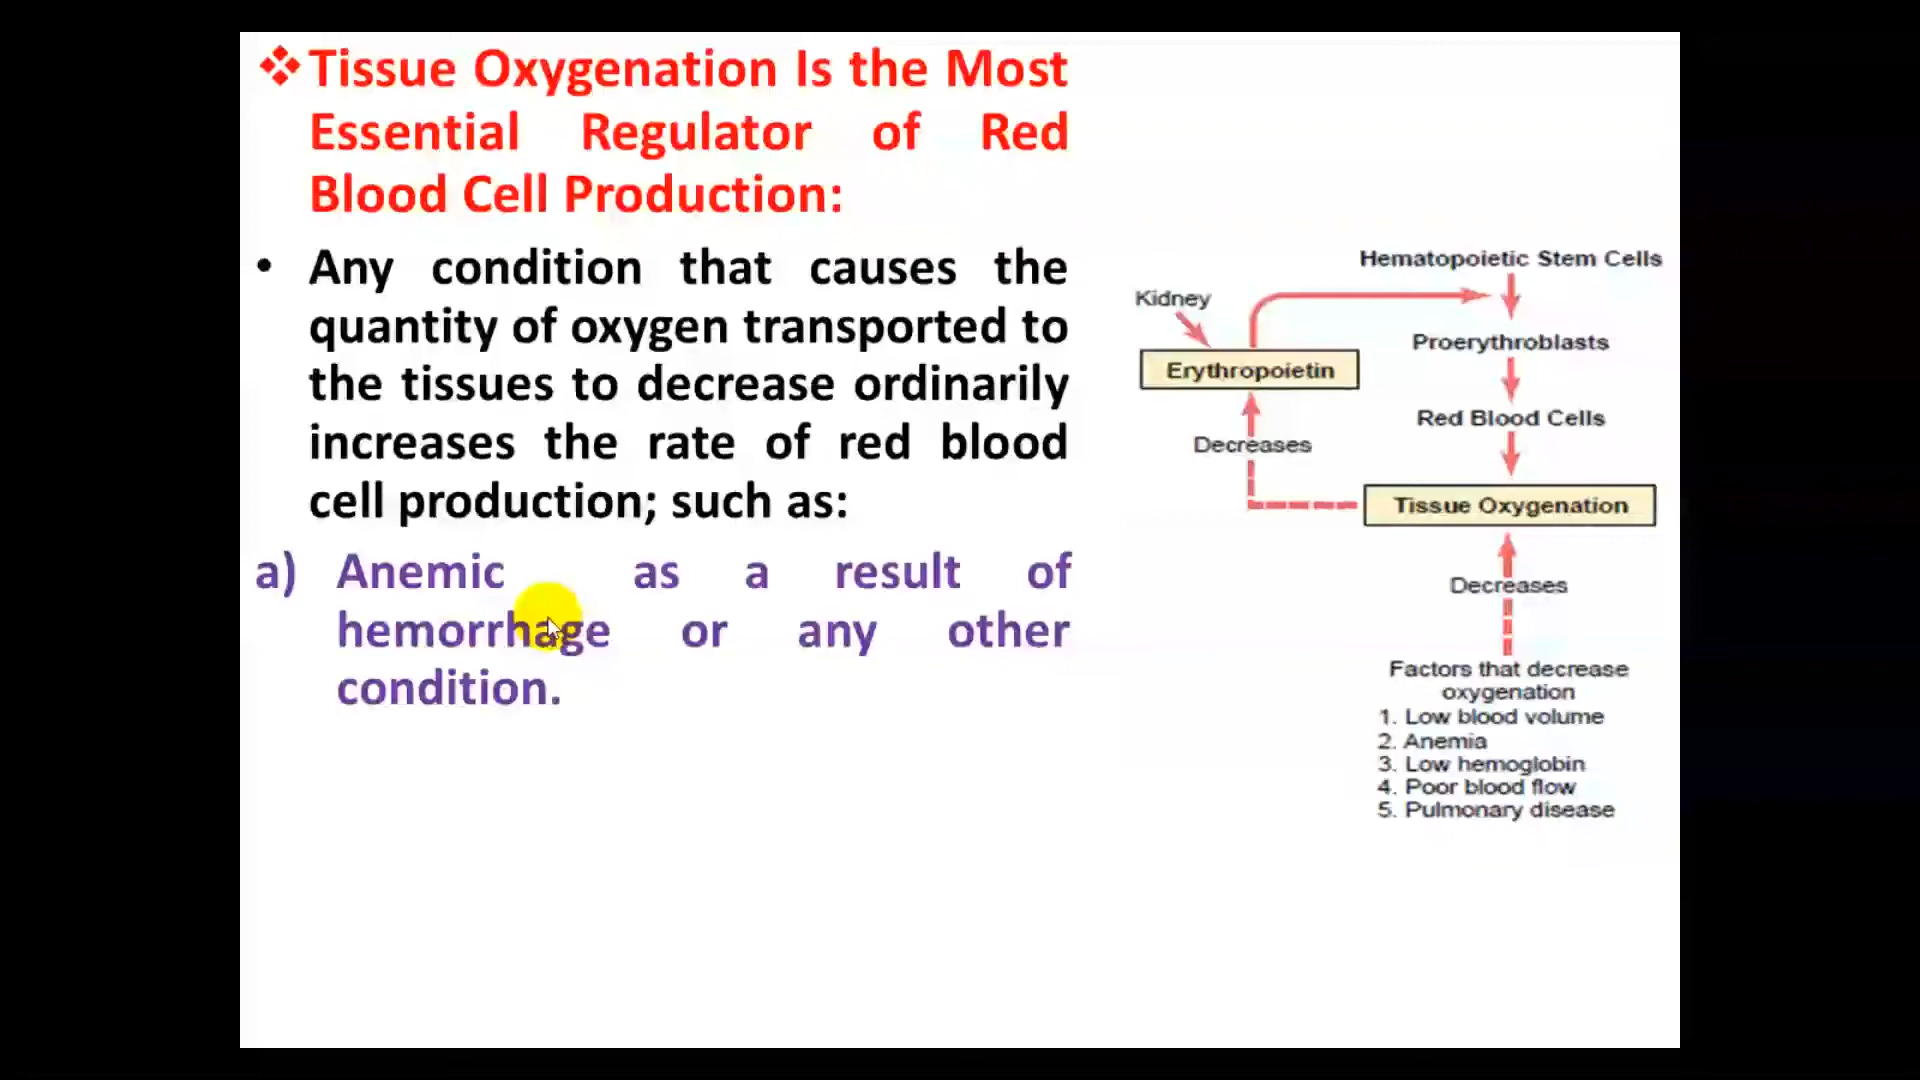 ❖ Tissue Oxygenation Is the Most
Essential Regulator of Red
Blood Cell Production:
• Any condition that causes the
quantity of oxygen transported to
the tissues to decrease ordinarily
increases the rate of red blood
cell production; such as:
a) Anemic as a result of
hemorrhage or any other
condition.
Hematopoietic Stem Cells
Kidney
Proerythroblasts
Erythropoietin
Red Blood Cells
Decreases
Tissue Oxygenation
Decreases
Factors that decrease
oxygenation
1. Low blood volume
2. Anemia
3. Low hemoglobin
4. Poor blood flow
5. Pulmonary disease